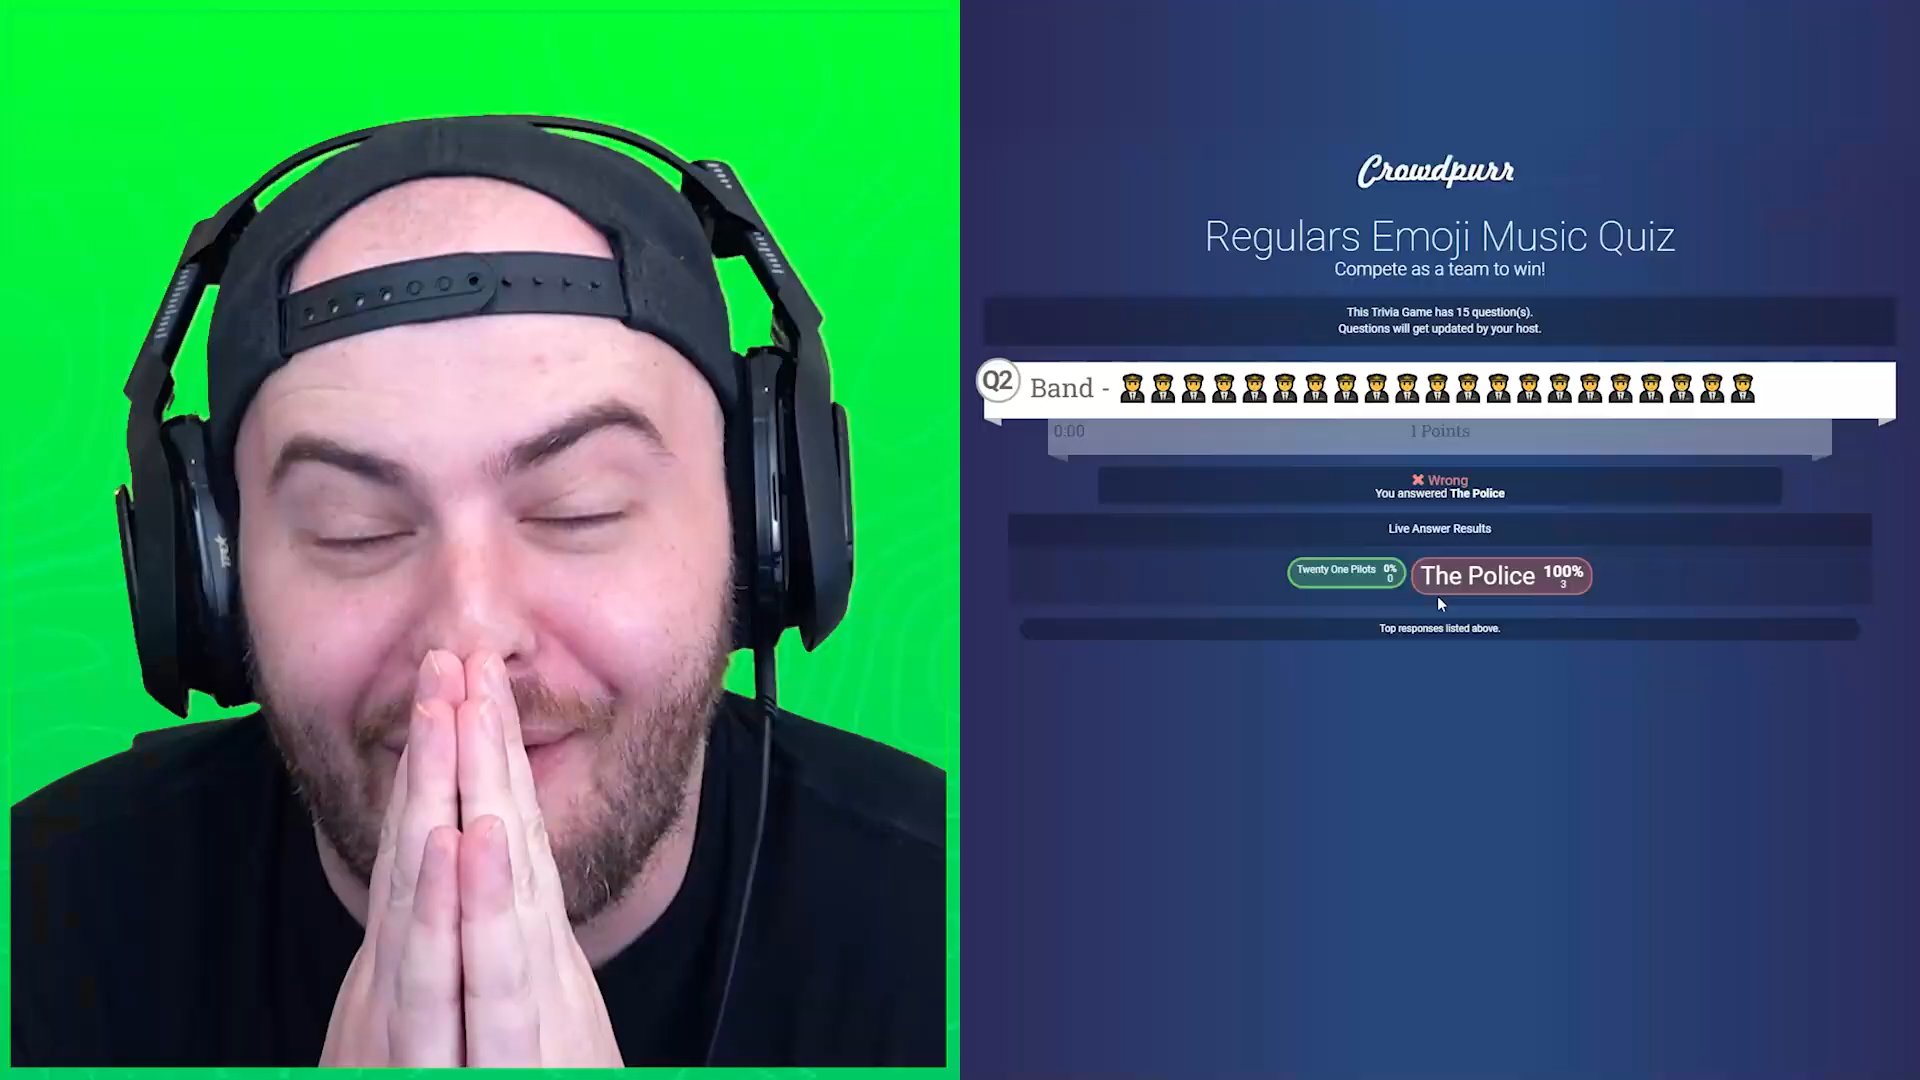 Crowdpurr
Regulars Emoji Music Quiz
Compete as a team to win!
This Trivia Game has 15 question(s).
Questions will get updated by your host.
Q2 Band - 👨‍✈️👨‍✈️👨‍✈️👨‍✈️👨‍✈️👨‍✈️👨‍✈️👨‍✈️👨‍✈️👨‍✈️👨‍✈️👨‍✈️👨‍✈️👨‍✈️👨‍✈️👨‍✈️👨‍✈️👨‍✈️👨‍✈️👨‍✈️👨‍✈️
0:00 1 Points
✖ Wrong
You answered The Police
Live Answer Results
Twenty One Pilots 0% 0
The Police 100% 3
Top responses listed above.